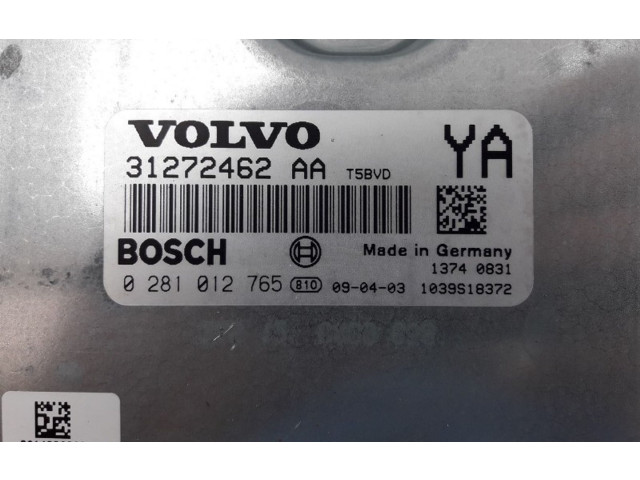 VOLVO
31272462 AA T5BVD
YA
BOSCH
Made in Germany
1374 0831
0 281 012 765 B10 09-04-03 1039S18372